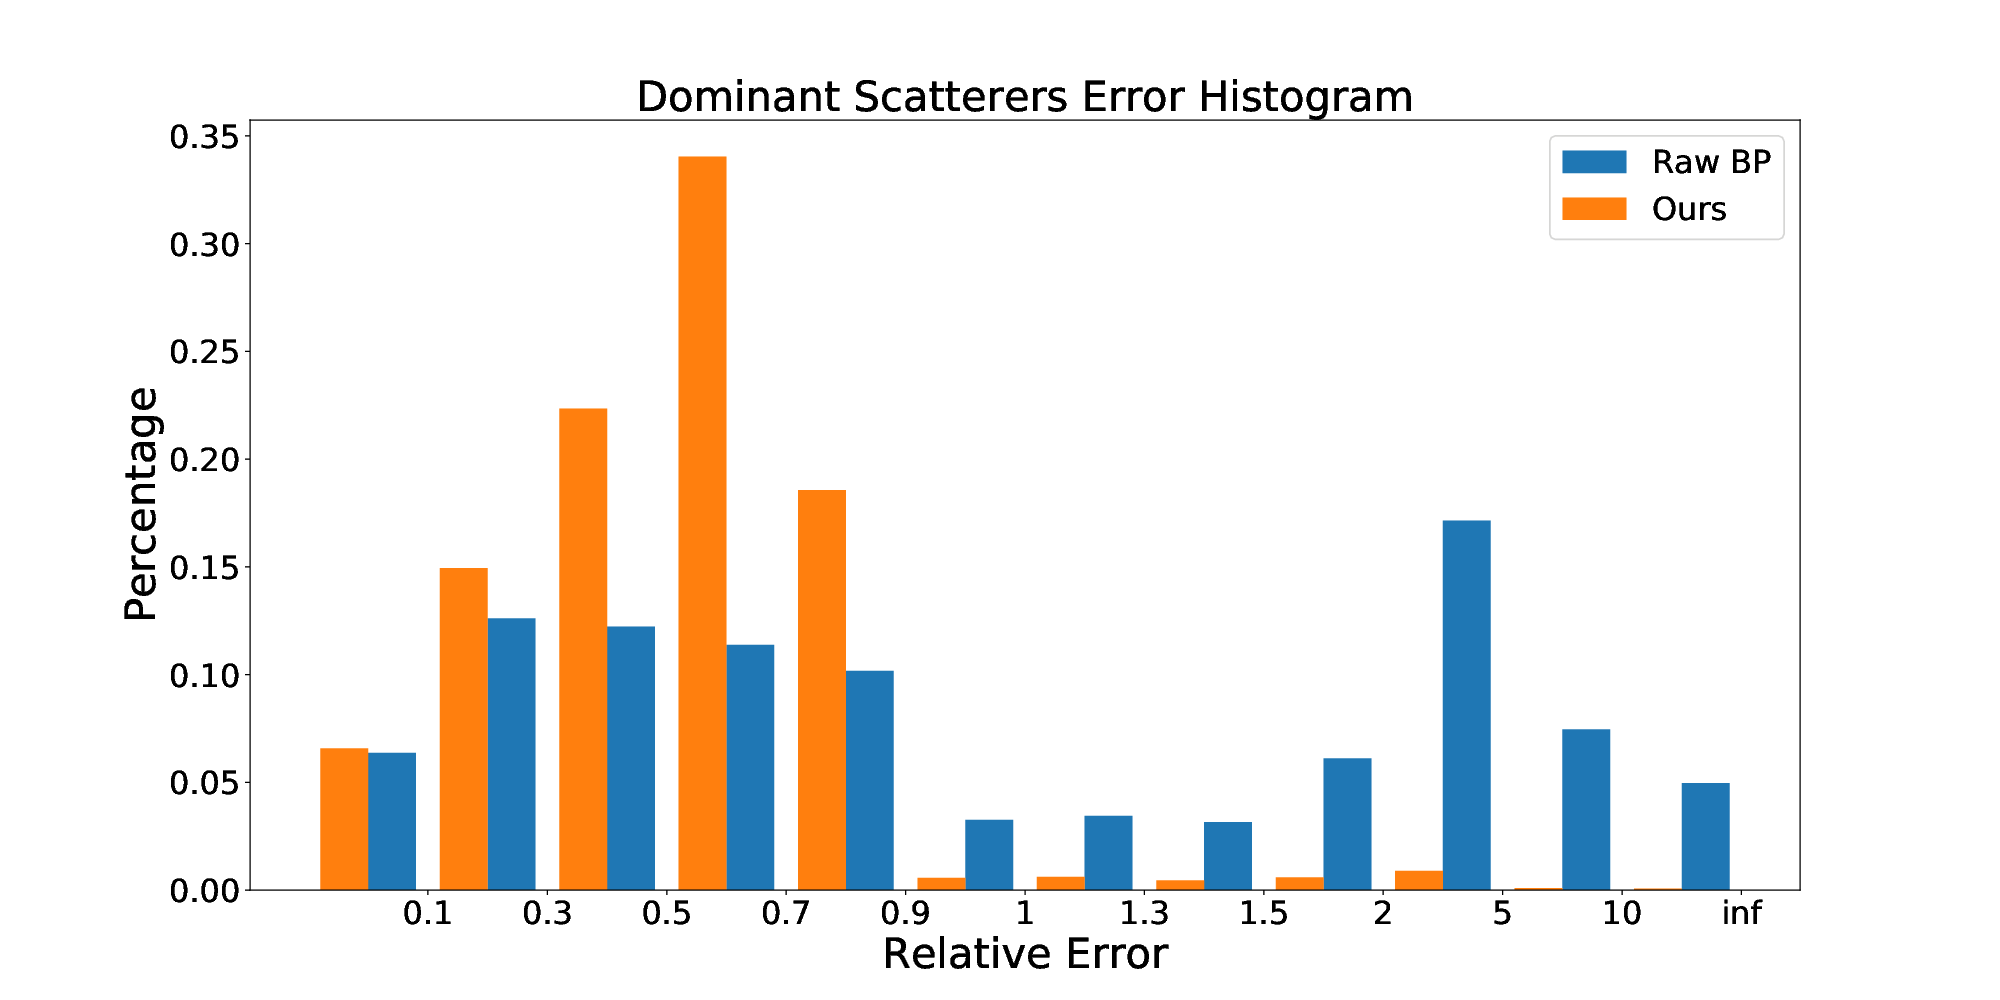 Dominant Scatterers Error Histogram
0.35
0.30
0.25
0.20
0.15
0.10
0.05
0.00
Percentage
Raw BP
Ours
0.1 0.3 0.5 0.7 0.9 1 1.3 1.5 2 5 10 inf
Relative Error